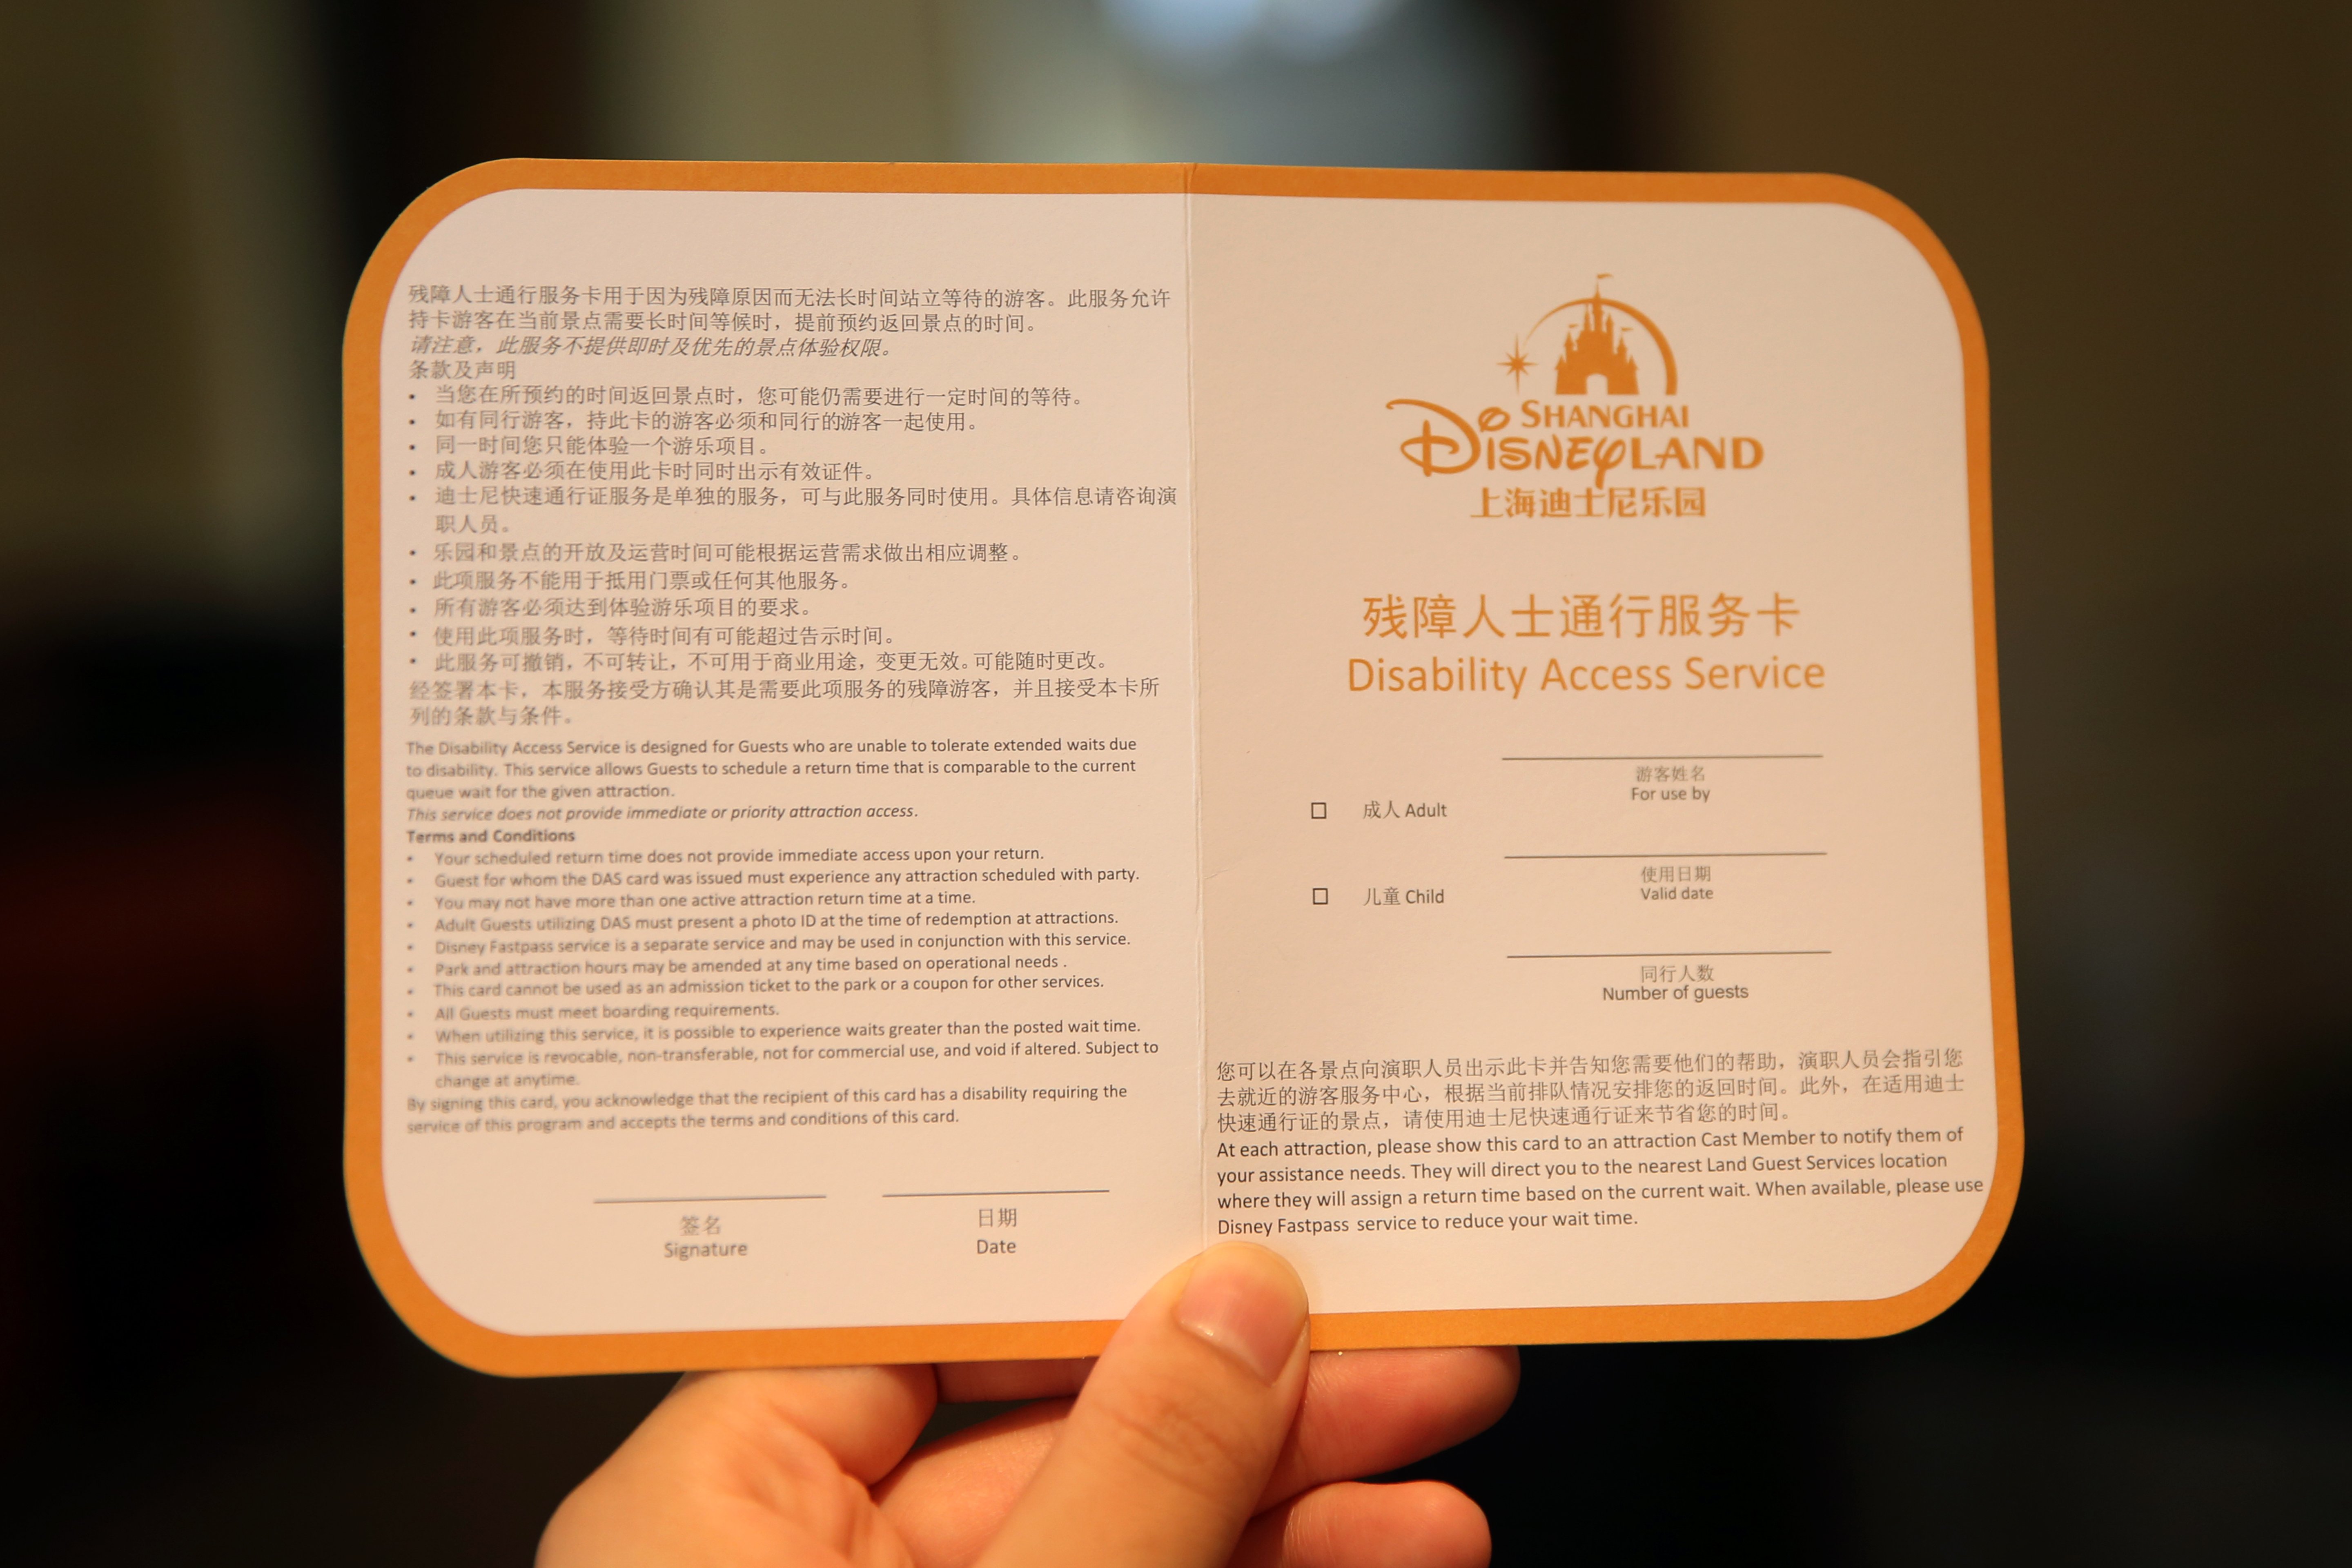 残障人士通行服务卡用于因为残障原因而无法长时间站立等待的游客。此服务允许
持卡游客在当前景点需要长时间等候时，提前预约返回景点的时间。
请注意，此服务不提供即时及优先的景点体验权限。
条款及声明
• 当您在所预约的时间返回景点时，您可能仍需要进行一定时间的等待。
• 如有同行游客，持此卡的游客必须和同行的游客一起使用。
• 同一时间您只能体验一个游乐项目。
• 成人游客必须在使用此卡时同时出示有效证件。
• 迪士尼快速通行证服务是单独的服务，可与此服务同时使用。具体信息请咨询演
职人员。
• 乐园和景点的开放及运营时间可能根据运营需求做出相应调整。
• 此项服务不能用于抵用门票或任何其他服务。
• 所有游客必须达到体验游乐项目的要求。
• 使用此项服务时，等待时间有可能超过告示时间。
• 此服务可撤销，不可转让，不可用于商业用途，变更无效。可能随时更改。
经签署本卡，本服务接受方确认其是需要此项服务的残障游客，并且接受本卡所
列的条款与条件。
The Disability Access Service is designed for Guests who are unable to tolerate extended waits due
to disability. This service allows Guests to schedule a return time that is comparable to the current
queue wait for the given attraction.
This service does not provide immediate or priority attraction access.
Terms and Conditions
• Your scheduled return time does not provide immediate access upon your return.
• Guest for whom the DAS card was issued must experience any attraction scheduled with party.
• You may not have more than one active attraction return time at a time.
• Adult Guests utilizing DAS must present a photo ID at the time of redemption at attractions.
• Disney Fastpass service is a separate service and may be used in conjunction with this service.
• Park and attraction hours may be amended at any time based on operational needs .
• This card cannot be used as an admission ticket to the park or a coupon for other services.
• All Guests must meet boarding requirements.
• When utilizing this service, it is possible to experience waits greater than the posted wait time.
• This service is revocable, non-transferable, not for commercial use, and void if altered. Subject to
change at anytime.
By signing this card, you acknowledge that the recipient of this card has a disability requiring the
service of this program and accepts the terms and conditions of this card.
签名
Signature
日期
Date
SHANGHAI
DISNEYLAND
上海迪士尼乐园
残障人士通行服务卡
Disability Access Service
游客姓名
For use by
成人 Adult
使用日期
Valid date
儿童 Child
同行人数
Number of guests
您可以在各景点向演职人员出示此卡并告知您需要他们的帮助，演职人员会指引您
去就近的游客服务中心，根据当前排队情况安排您的返回时间。此外，在适用迪士
快速通行证的景点，请使用迪士尼快速通行证来节省您的时间。
At each attraction, please show this card to an attraction Cast Member to notify them of
your assistance needs. They will direct you to the nearest Land Guest Services location
where they will assign a return time based on the current wait. When available, please use
Disney Fastpass service to reduce your wait time.